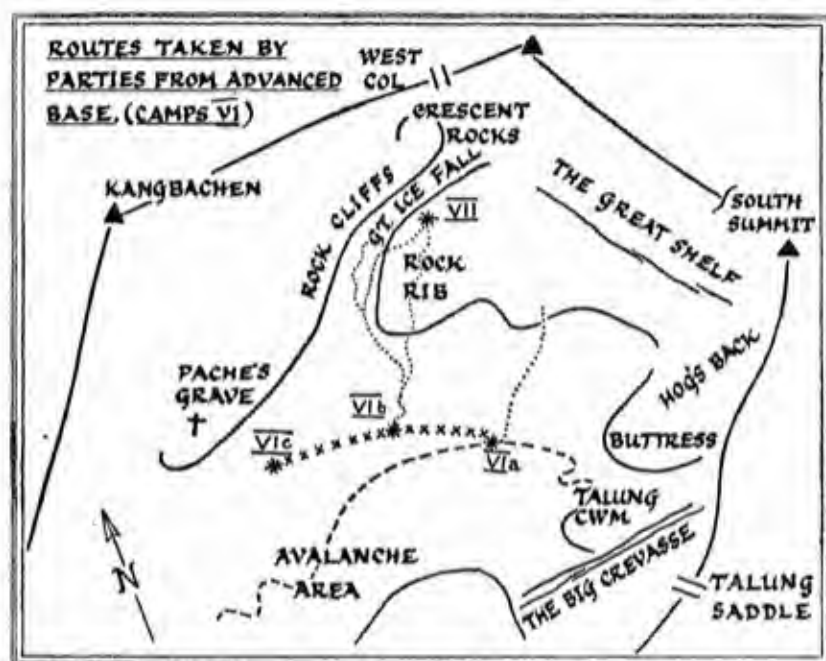 ROUTES TAKEN BY
PARTIES FROM ADVANCED
BASE, (CAMPS VI)
WEST
COL
CRESCENT
ROCKS
KANGBACHEN
ROCK CLIFFS
GT. ICE FALL
VII
THE GREAT SHELF
SOUTH
SUMMIT
ROCK
RIB
PACHE'S
GRAVE
VIb
VIc
VIa
HOG'S BACK
BUTTRESS
TALUNG
CWM
AVALANCHE
AREA
THE BIG CREVASSE
TALUNG
SADDLE
N